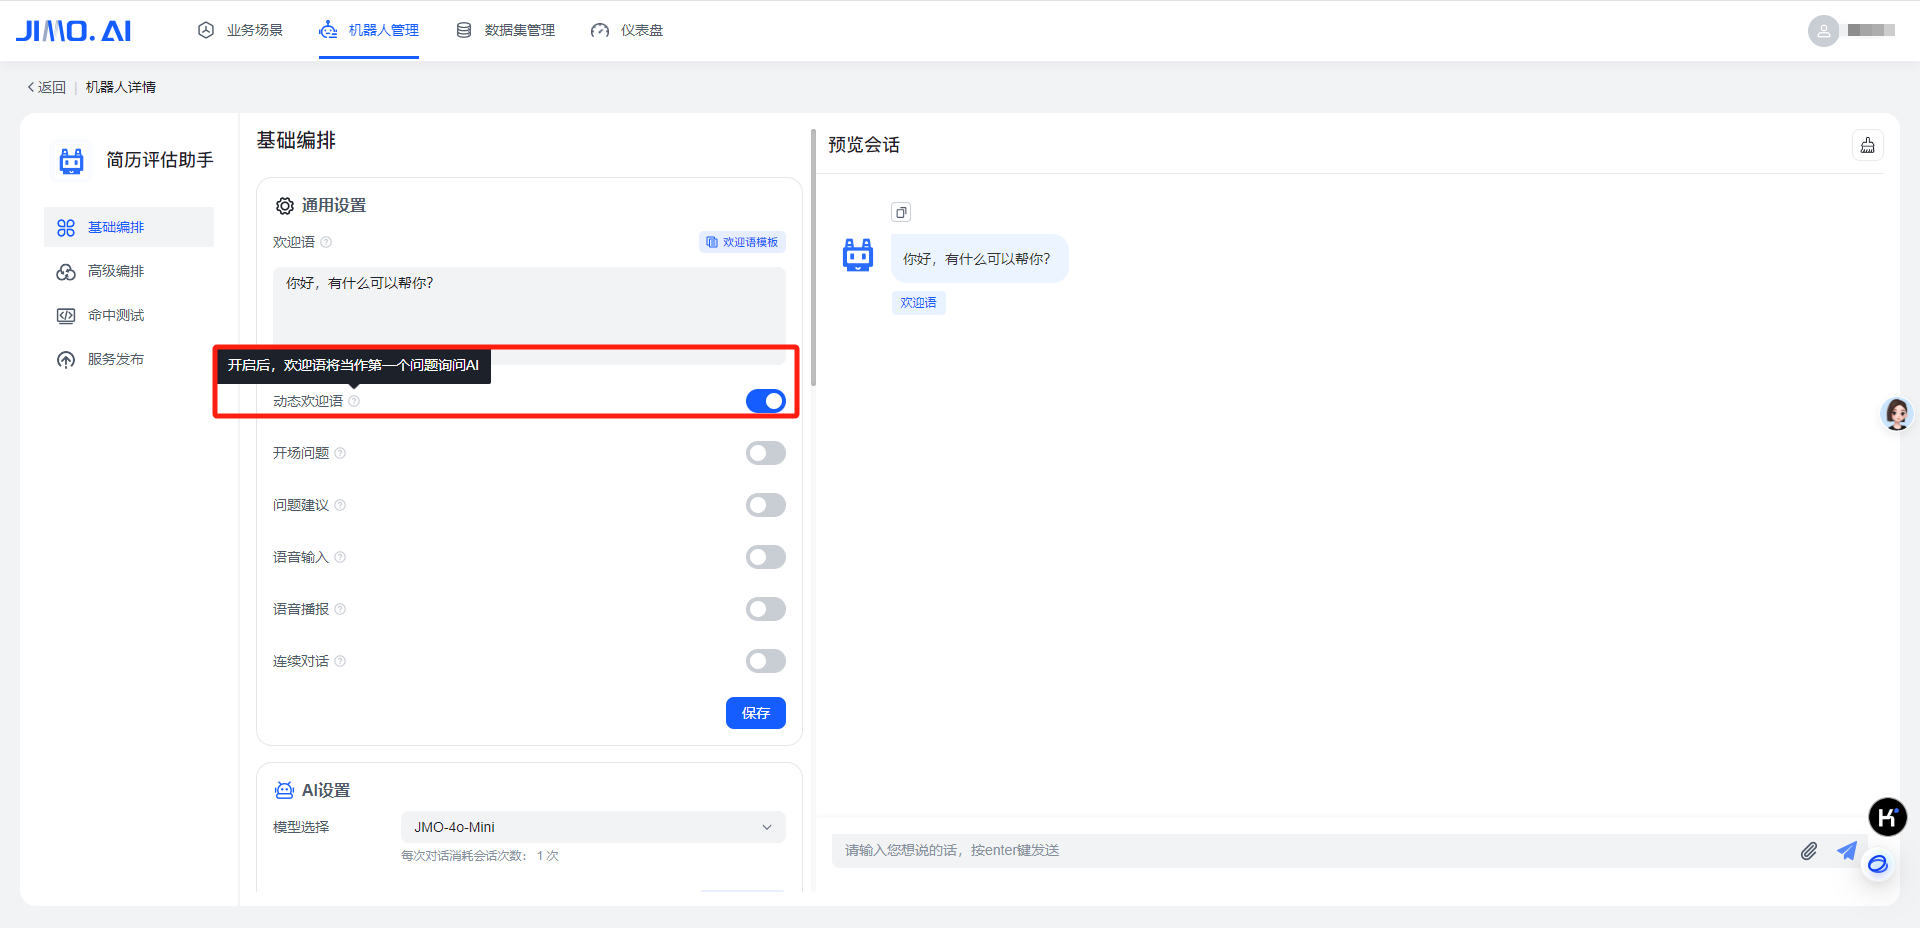 JIMO.AI
业务场景
机器人管理
数据集管理
仪表盘
返回 | 机器人详情
简历评估助手
基础编排
高级编排
命中测试
服务发布
基础编排
通用设置
欢迎语
欢迎语模板
你好，有什么可以帮你？
开启后，欢迎语将当作第一个问题询问AI
动态欢迎语
开场问题
问题建议
语音输入
语音播报
连续对话
保存
AI设置
模型选择
JMO-4o-Mini
每次对话消耗会话次数： 1 次
预览会话
你好，有什么可以帮你？
欢迎语
请输入您想说的话，按enter键发送
K